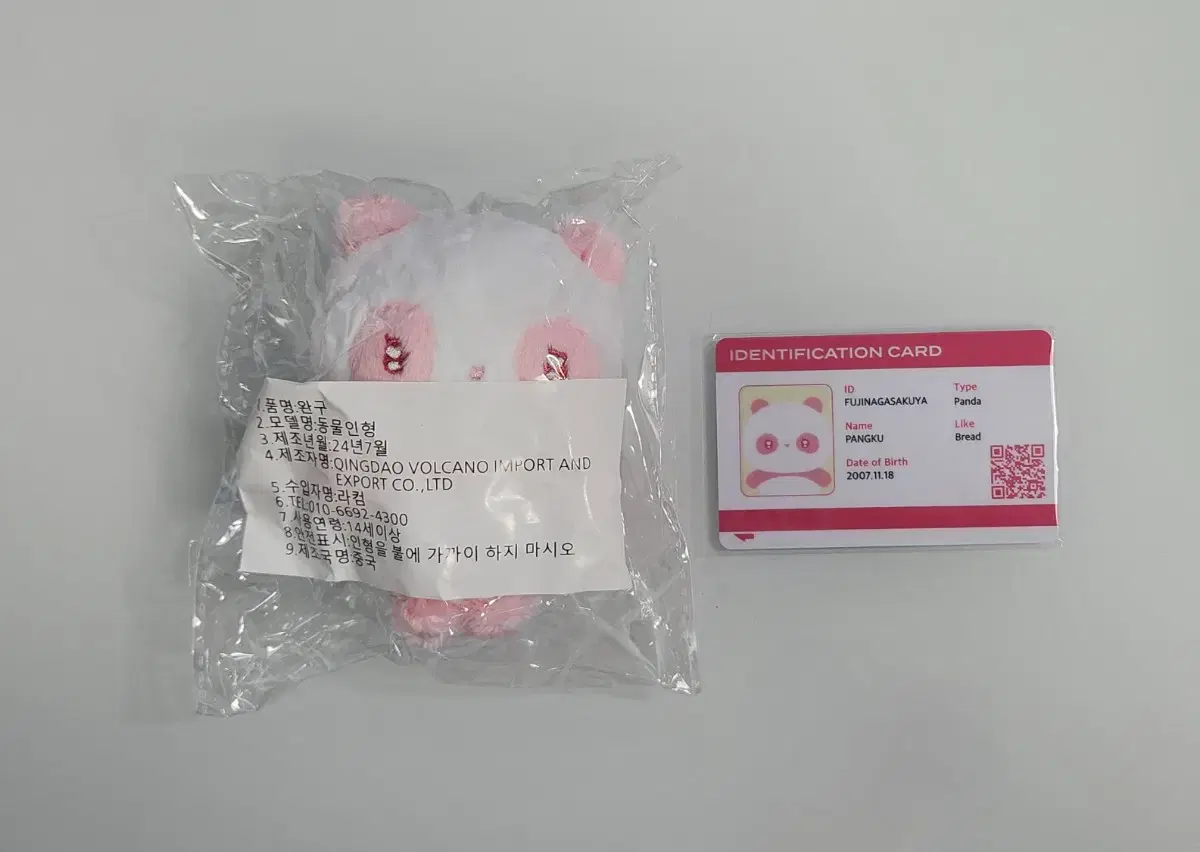 1.품명:완구
2.모델명:동물인형
3.제조년월:24년7월
4.제조자명:QINGDAO VOLCANO IMPORT AND
EXPORT CO.,LTD
5.수입자명:라컴
6.TEL:010-6692-4300
7.사용연령:14세이상
8.안전표시:인형을 불에 가까이 하지 마시오
9.제조국명:중국
IDENTIFICATION CARD
ID
FUJINAGASAKUYA
Type
Panda
Name
PANGKU
Like
Bread
Date of Birth
2007.11.18